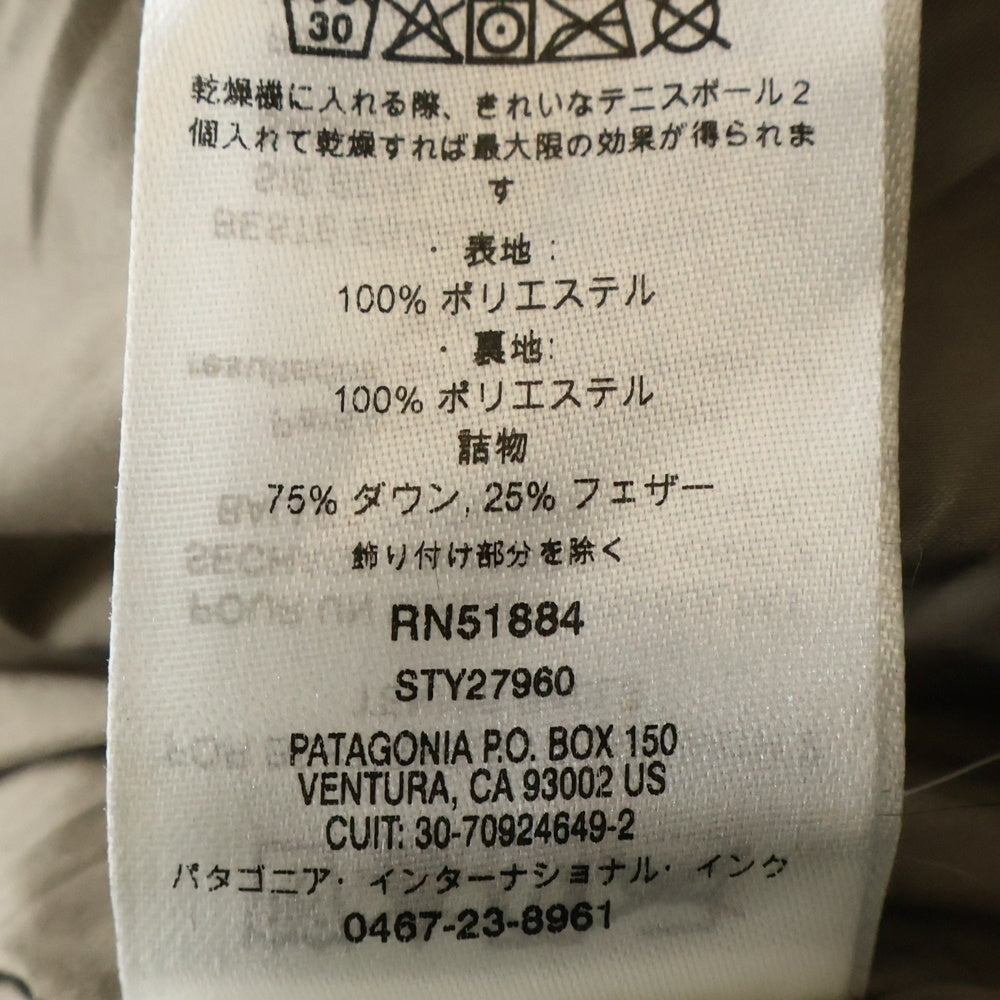 30
乾燥機に入れる際、きれいなテニスボール2
個入れて乾燥すれば最大限の効果が得られま
す
・表地:
100% ポリエステル
・裏地:
100% ポリエステル
詰物
75% ダウン, 25% フェザー
飾り付け部分を除く
RN51884
STY27960
PATAGONIA P.O. BOX 150
VENTURA, CA 93002 US
CUIT: 30-70924649-2
パタゴニア・インターナショナル・インク
0467-23-8961